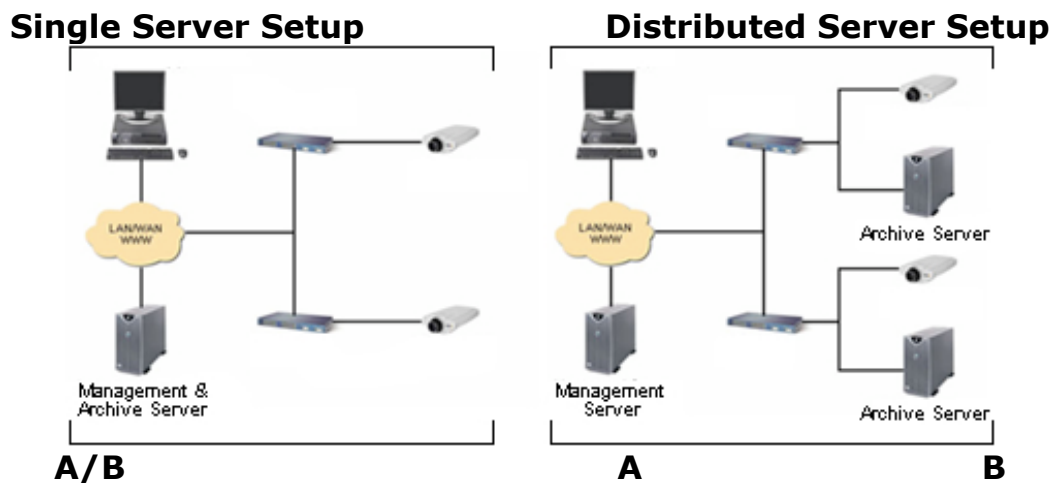 Single Server Setup
Distributed Server Setup
LAN/WAN
WWW
Management &
Archive Server
LAN/WAN
WWW
Archive Server
Management
Server
Archive Server
A/B
A
B